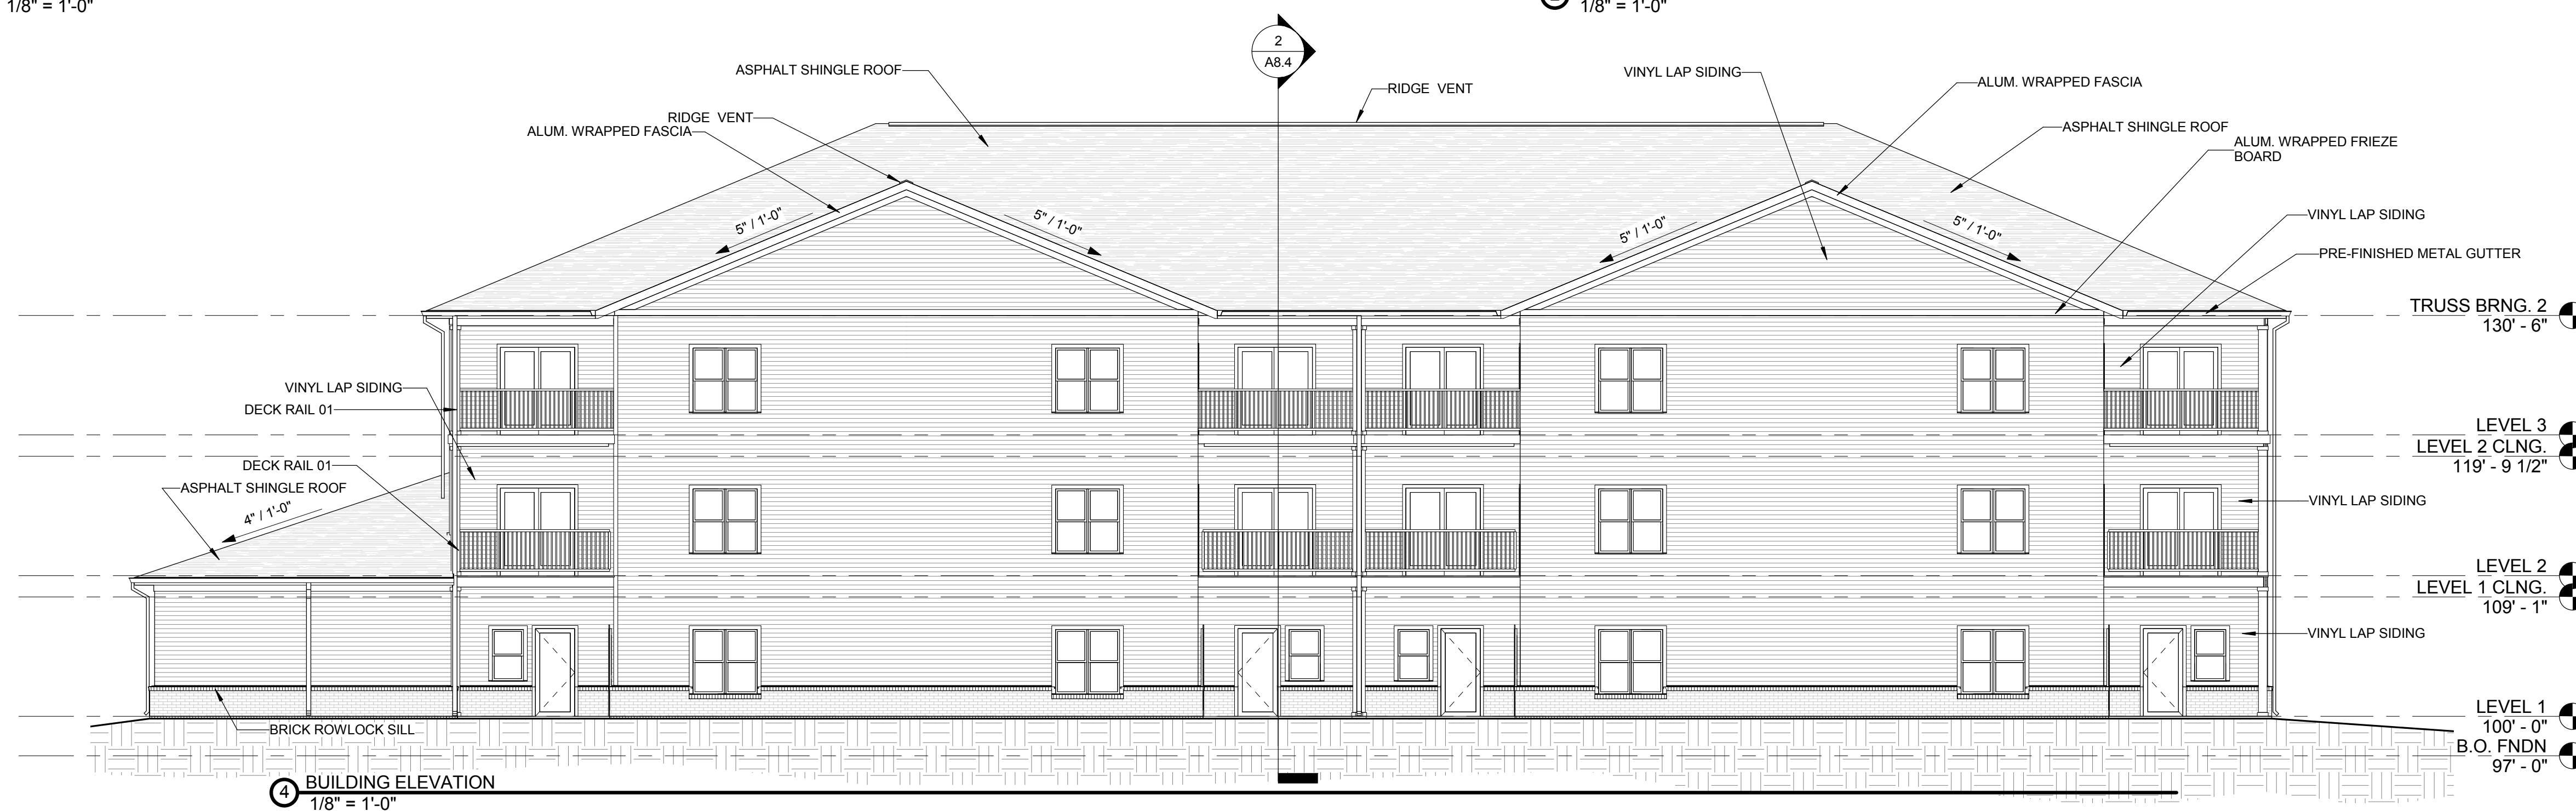 1/8" = 1'-0"
1/8" = 1'-0"
2
A8.4
ASPHALT SHINGLE ROOF
VINYL LAP SIDING
ALUM. WRAPPED FASCIA
RIDGE VENT
RIDGE VENT
ALUM. WRAPPED FASCIA
ASPHALT SHINGLE ROOF
ALUM. WRAPPED FRIEZE
BOARD
5" / 1'-0"
5" / 1'-0"
5" / 1'-0"
5" / 1'-0"
VINYL LAP SIDING
PRE-FINISHED METAL GUTTER
TRUSS BRNG. 2
130' - 6"
VINYL LAP SIDING
DECK RAIL 01
LEVEL 3
LEVEL 2 CLNG.
119' - 9 1/2"
DECK RAIL 01
ASPHALT SHINGLE ROOF
4" / 1'-0"
VINYL LAP SIDING
LEVEL 2
LEVEL 1 CLNG.
109' - 1"
VINYL LAP SIDING
LEVEL 1
100' - 0"
BRICK ROWLOCK SILL
B.O. FNDN
97' - 0"
4
BUILDING ELEVATION
1/8" = 1'-0"